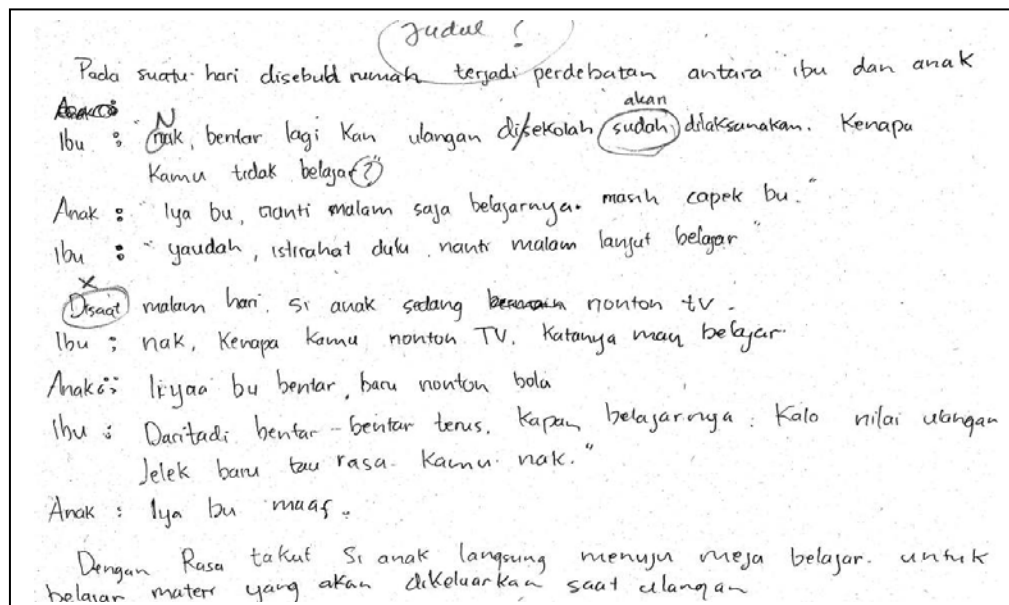 Judul ?
Pada suatu hari disebuah rumah terjadi perdebatan antara ibu dan anak
akan
Ibu : "Nak, bentar lagi kan ulangan di sekolah sudah dilaksanakan. Kenapa
Kamu tidak belajar?"
Anak : "Iya bu, nanti malam saja belajarnya. masih capek bu."
Ibu : "yaudah, istirahat dulu nanti malam lanjut belajar"
X
Disaat malam hari. si anak sedang nonton tv.
Ibu : nak, Kenapa kamu nonton TV. Katanya mau belajar.
Anak : Iyaa bu bentar, baru nonton bola
Ibu : Daritadi bentar-bentar terus. Kapan belajarnya. Kalo nilai ulangan
Jelek baru tau rasa. Kamu nak."
Anak : Iya bu maaf.
Dengan Rasa takut Si anak langsung menuju meja belajar. untuk
belajar materi yang akan dikeluarkan saat ulangan